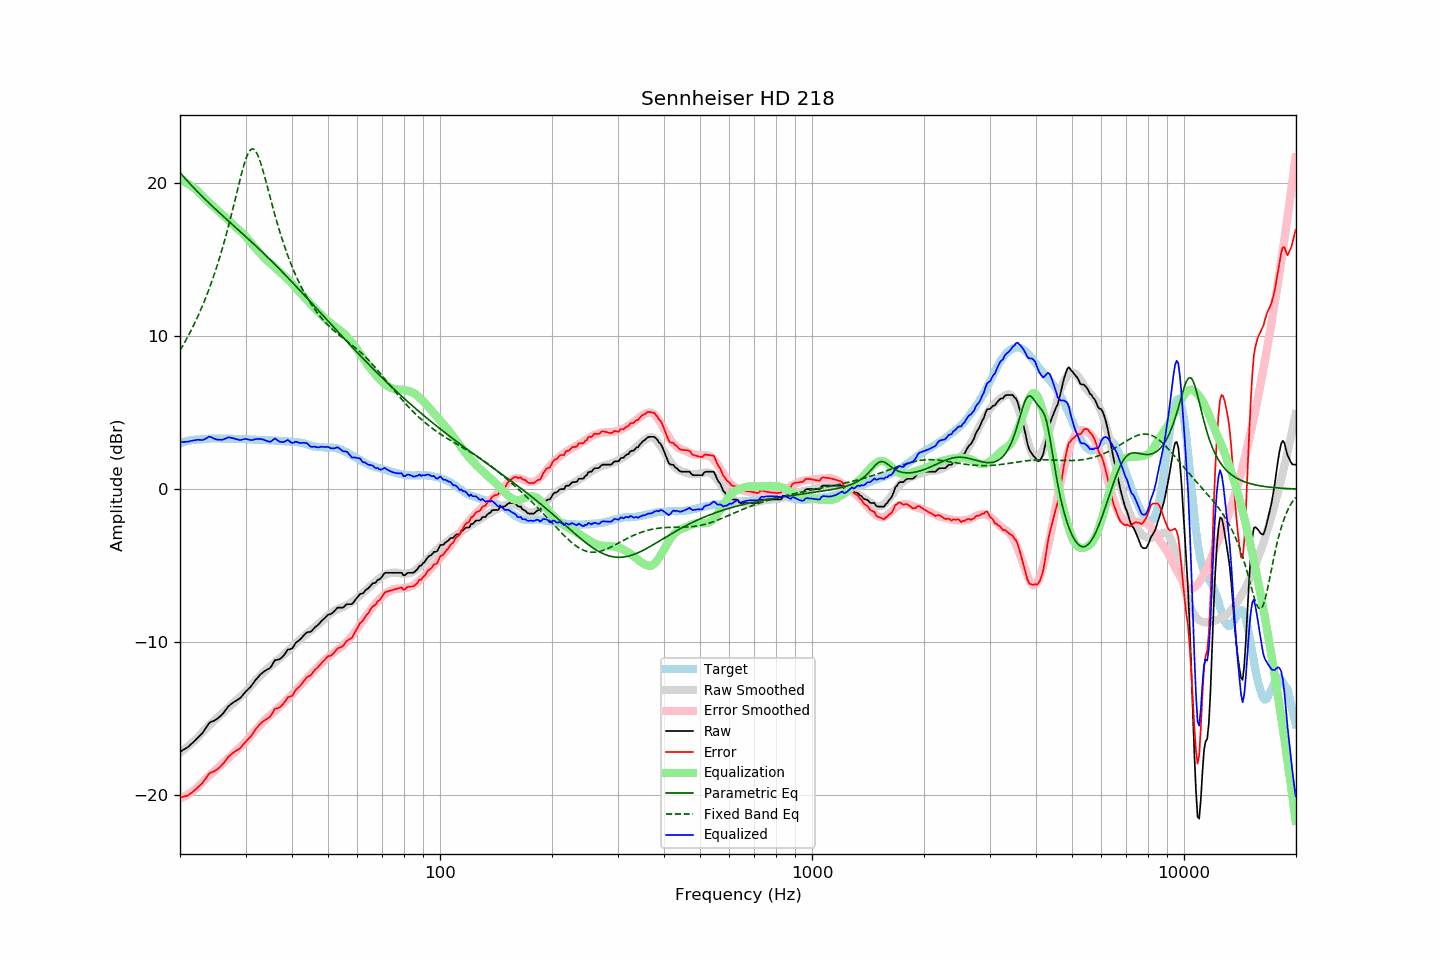 Sennheiser HD 218
Amplitude (dBr)
20
10
0
−10
−20
Target
Raw Smoothed
Error Smoothed
Raw
Error
Equalization
Parametric Eq
Fixed Band Eq
Equalized
100
1000
10000
Frequency (Hz)